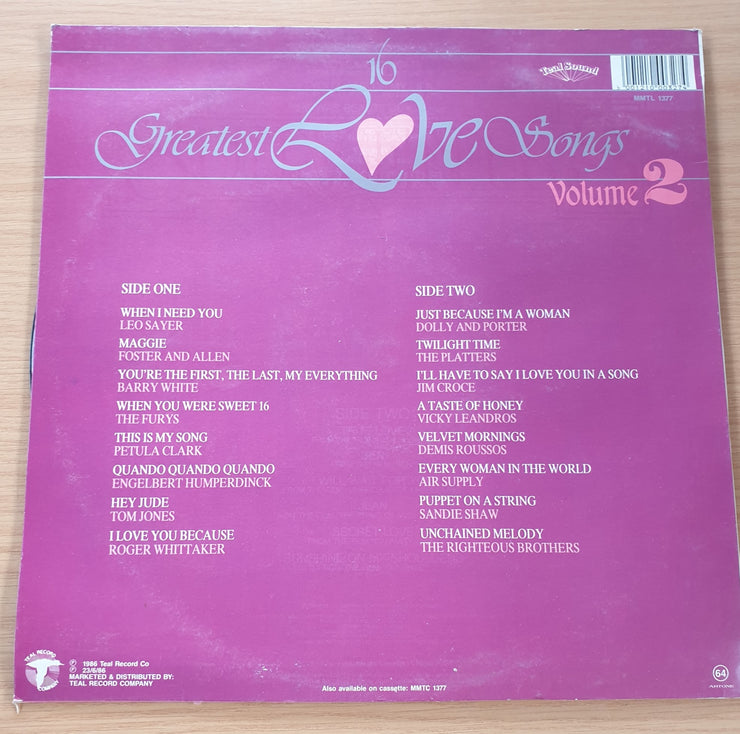 16
Greatest Love Songs
Volume 2
Teal Sound
MMTL 1377
SIDE ONE
WHEN I NEED YOU
LEO SAYER
MAGGIE
FOSTER AND ALLEN
YOU'RE THE FIRST, THE LAST, MY EVERYTHING
BARRY WHITE
WHEN YOU WERE SWEET 16
THE FURYS
THIS IS MY SONG
PETULA CLARK
QUANDO QUANDO QUANDO
ENGELBERT HUMPERDINCK
HEY JUDE
TOM JONES
I LOVE YOU BECAUSE
ROGER WHITTAKER
SIDE TWO
JUST BECAUSE I'M A WOMAN
DOLLY AND PORTER
TWILIGHT TIME
THE PLATTERS
I'LL HAVE TO SAY I LOVE YOU IN A SONG
JIM CROCE
A TASTE OF HONEY
VICKY LEANDROS
VELVET MORNINGS
DEMIS ROUSSOS
EVERY WOMAN IN THE WORLD
AIR SUPPLY
PUPPET ON A STRING
SANDIE SHAW
UNCHAINED MELODY
THE RIGHTEOUS BROTHERS
TEAL RECORD COMPANY
℗ 1986 Teal Record Co
℗ 23/6/86
MARKETED & DISTRIBUTED BY:
TEAL RECORD COMPANY
Also available on cassette: MMTC 1377
64
ARTONE